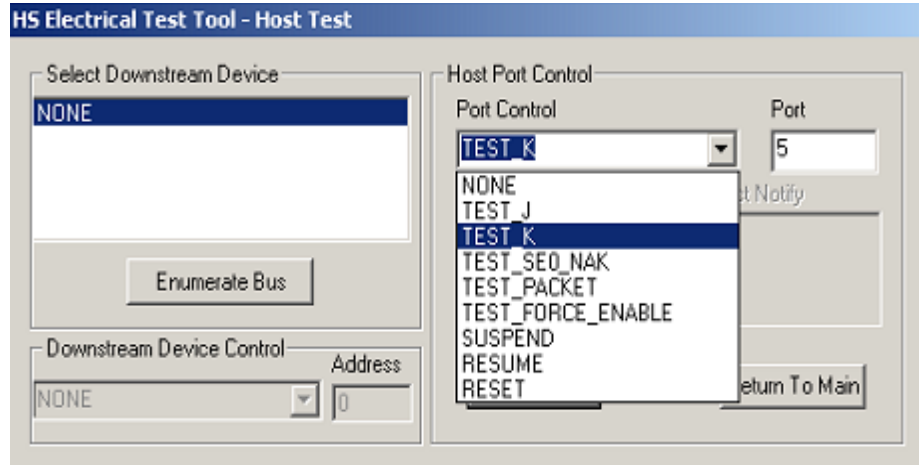 HS Electrical Test Tool - Host Test
Select Downstream Device
NONE
Enumerate Bus
Downstream Device Control
Address
NONE
0
Host Port Control
Port Control
Port
TEST_K
5
NONE
TEST_J
TEST_K
TEST_SE0_NAK
TEST_PACKET
TEST_FORCE_ENABLE
SUSPEND
RESUME
RESET
Notify
To Main